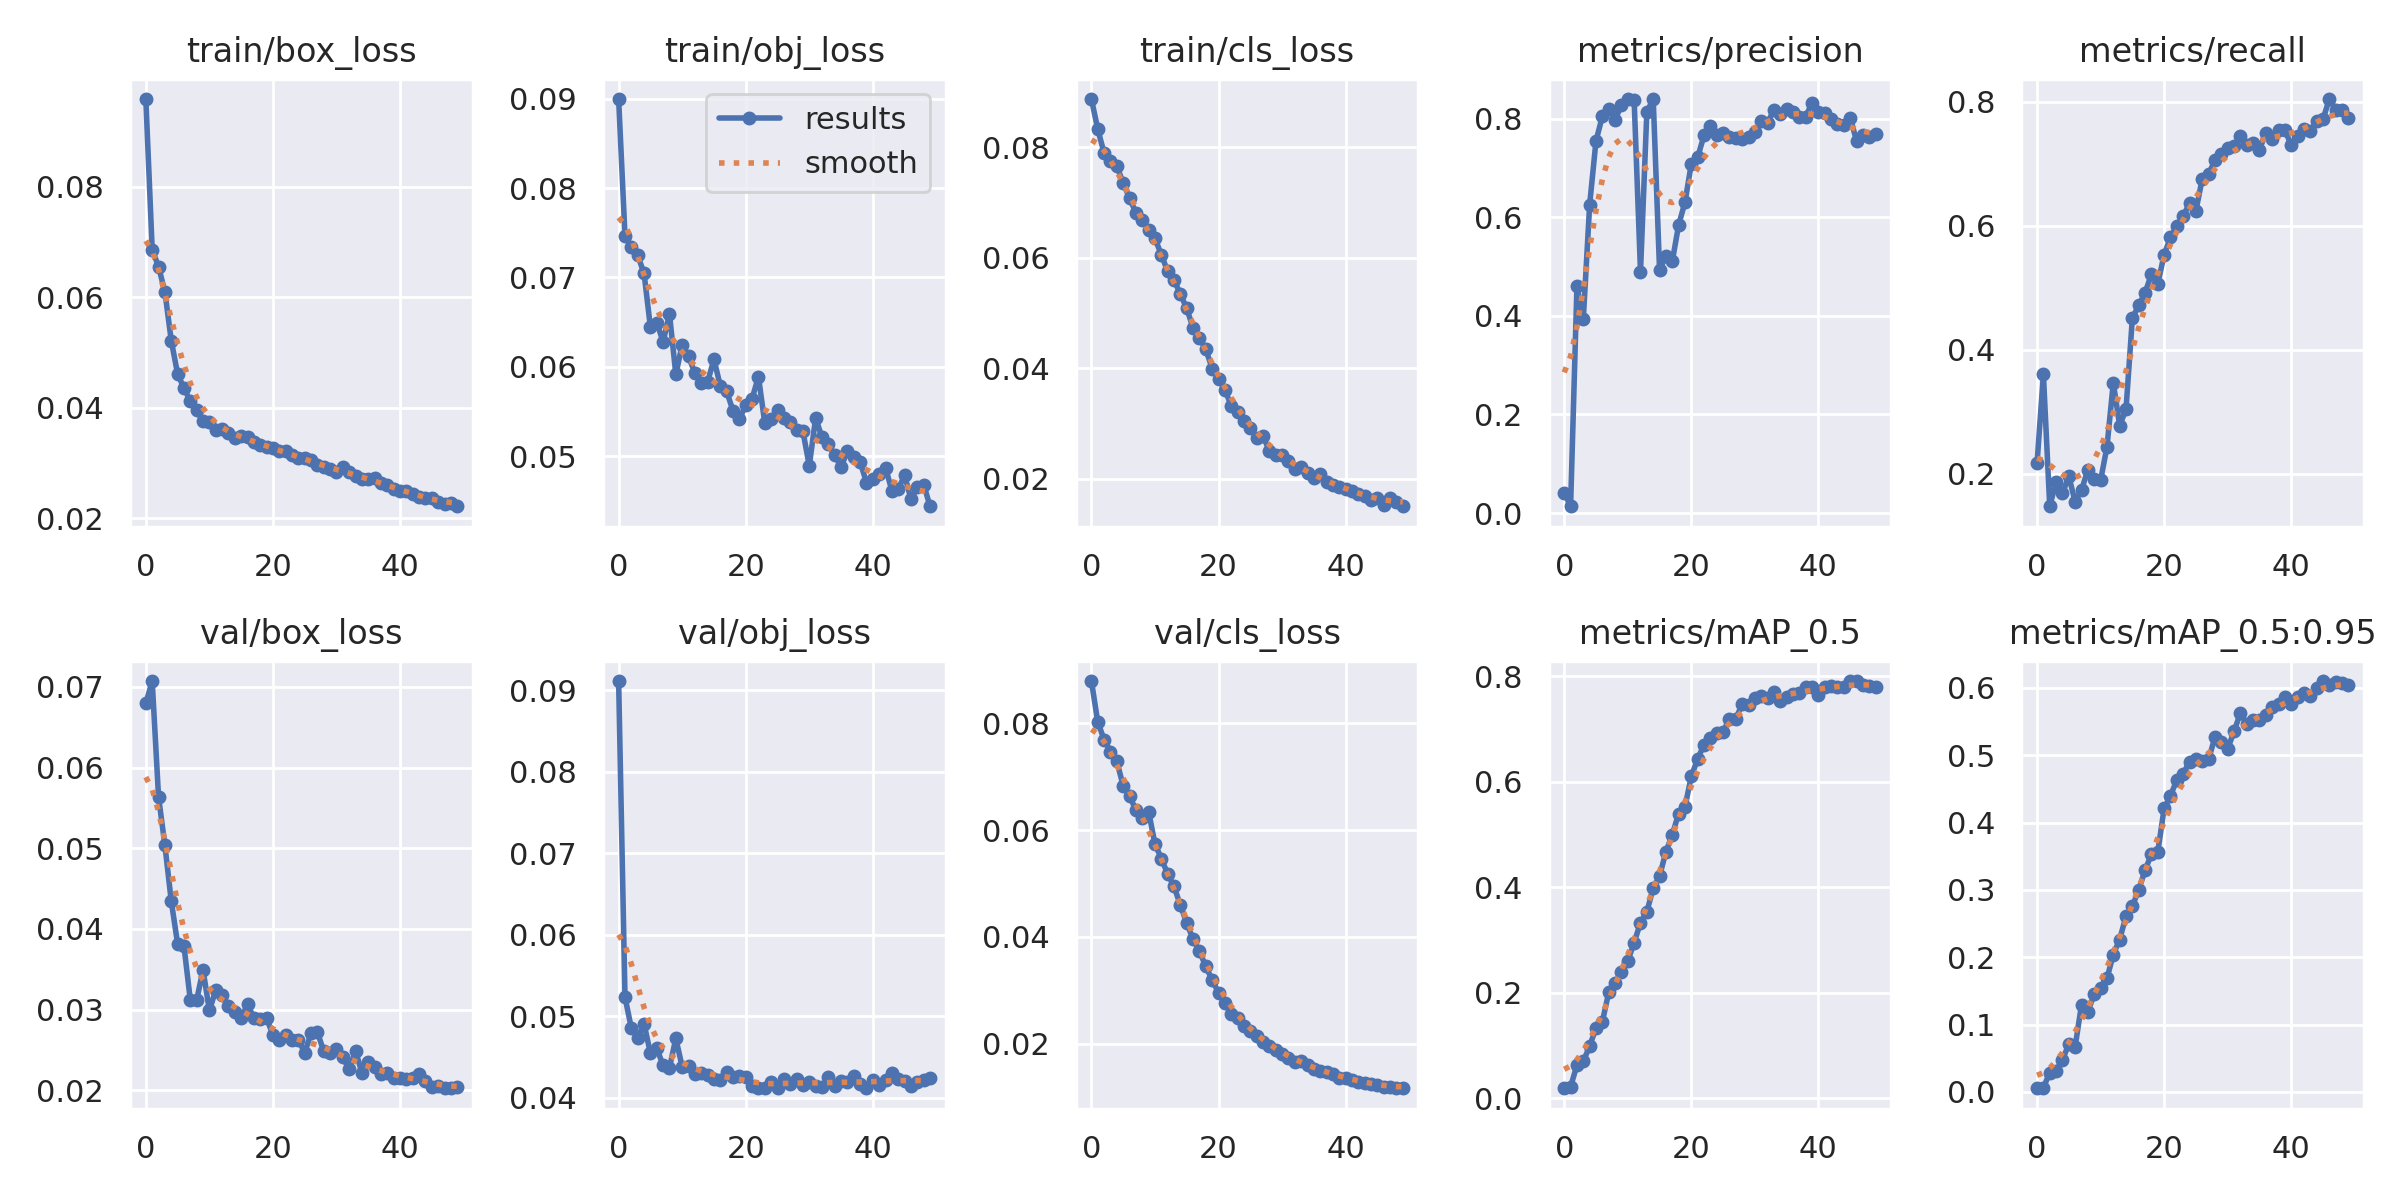 train/box_loss
0.08
0.06
0.04
0.02
0 20 40
train/obj_loss
results
smooth
0.09
0.08
0.07
0.06
0.05
0 20 40
train/cls_loss
0.08
0.06
0.04
0.02
0 20 40
metrics/precision
0.8
0.6
0.4
0.2
0.0
0 20 40
metrics/recall
0.8
0.6
0.4
0.2
0 20 40
val/box_loss
0.07
0.06
0.05
0.04
0.03
0.02
0 20 40
val/obj_loss
0.09
0.08
0.07
0.06
0.05
0.04
0 20 40
val/cls_loss
0.08
0.06
0.04
0.02
0 20 40
metrics/mAP_0.5
0.8
0.6
0.4
0.2
0.0
0 20 40
metrics/mAP_0.5:0.95
0.6
0.5
0.4
0.3
0.2
0.1
0.0
0 20 40